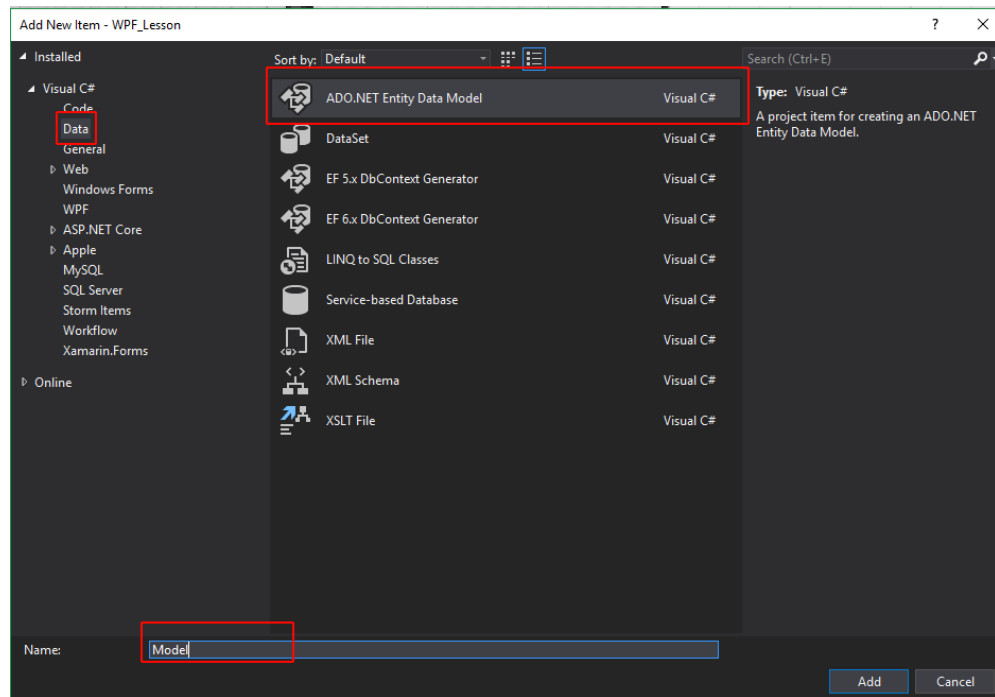 Add New Item - WPF_Lesson
?
Installed
Sort by: Default
Search (Ctrl+E)
Visual C#
Code
Data
General
Web
Windows Forms
WPF
ASP.NET Core
Apple
MySQL
SQL Server
Storm Items
Workflow
Xamarin.Forms
Online
ADO.NET Entity Data Model Visual C#
DataSet Visual C#
EF 5.x DbContext Generator Visual C#
EF 6.x DbContext Generator Visual C#
LINQ to SQL Classes Visual C#
Service-based Database Visual C#
XML File Visual C#
XML Schema Visual C#
XSLT File Visual C#
Type: Visual C#
A project item for creating an ADO.NET
Entity Data Model.
Name: Model
Add Cancel